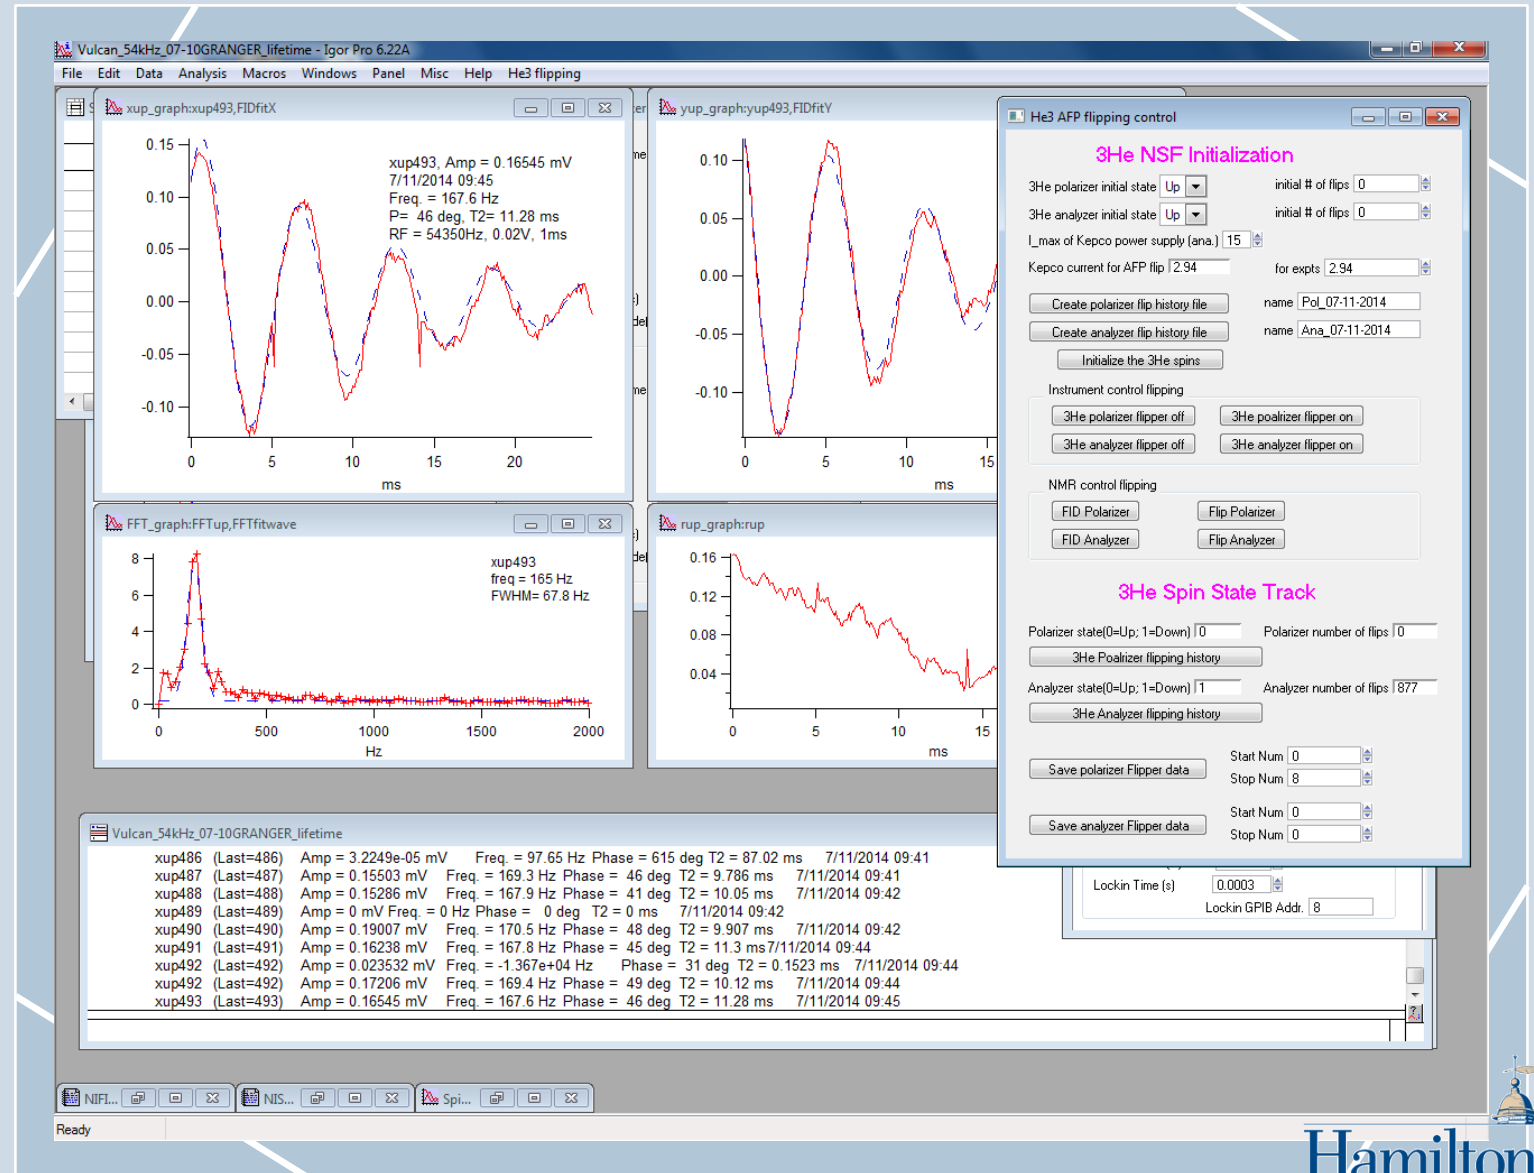 Vulcan_54kHz_07-10GRANGER_lifetime - Igor Pro 6.22A
File Edit Data Analysis Macros Windows Panel Misc Help He3 flipping
xup_graph:xup493,FIDfitX
0.15
0.10
0.05
0.00
-0.05
-0.10
xup493, Amp = 0.16545 mV
7/11/2014 09:45
Freq. = 167.6 Hz
P= 46 deg, T2= 11.28 ms
RF = 54350Hz, 0.02V, 1ms
0 5 10 15 20
ms
yup_graph:yup493,FIDfitY
0.10
0.05
0.00
-0.05
-0.10
0 5 10 15
ms
FFT_graph:FFTup,FFTfitwave
8
6
4
2
0
xup493
freq = 165 Hz
FWHM= 67.8 Hz
0 500 1000 1500 2000
Hz
rup_graph:rup
0.16
0.12
0.08
0.04
0 5 10 15
ms
He3 AFP flipping control
3He NSF Initialization
3He polarizer initial state Up initial # of flips 0
3He analyzer initial state Up initial # of flips 0
I_max of Kepco power supply (ana.) 15
Kepco current for AFP flip 2.94 for expts 2.94
Create polarizer flip history file name Pol_07-11-2014
Create analyzer flip history file name Ana_07-11-2014
Initialize the 3He spins
Instrument control flipping
3He polarizer flipper off 3He poalrizer flipper on
3He analyzer flipper off 3He analyzer flipper on
NMR control flipping
FID Polarizer Flip Polarizer
FID Analyzer Flip Analyzer
3He Spin State Track
Polarizer state(0=Up; 1=Down) 0 Polarizer number of flips 0
3He Poalrizer flipping history
Analyzer state(0=Up; 1=Down) 1 Analyzer number of flips 877
3He Analyzer flipping history
Save polarizer Flipper data Start Num 0
Stop Num 8
Save analyzer Flipper data Start Num 0
Stop Num 0
Lockin Time (s) 0.0003
Lockin GPIB Addr. 8
Vulcan_54kHz_07-10GRANGER_lifetime
xup486 (Last=486) Amp = 3.2249e-05 mV Freq. = 97.65 Hz Phase = 615 deg T2 = 87.02 ms 7/11/2014 09:41
xup487 (Last=487) Amp = 0.15503 mV Freq. = 169.3 Hz Phase = 46 deg T2 = 9.786 ms 7/11/2014 09:41
xup488 (Last=488) Amp = 0.15286 mV Freq. = 167.9 Hz Phase = 41 deg T2 = 10.05 ms 7/11/2014 09:42
xup489 (Last=489) Amp = 0 mV Freq. = 0 Hz Phase = 0 deg T2 = 0 ms 7/11/2014 09:42
xup490 (Last=490) Amp = 0.19007 mV Freq. = 170.5 Hz Phase = 48 deg T2 = 9.907 ms 7/11/2014 09:42
xup491 (Last=491) Amp = 0.16238 mV Freq. = 167.8 Hz Phase = 45 deg T2 = 11.3 ms7/11/2014 09:44
xup492 (Last=492) Amp = 0.023532 mV Freq. = -1.367e+04 Hz Phase = 31 deg T2 = 0.1523 ms 7/11/2014 09:44
xup492 (Last=492) Amp = 0.17206 mV Freq. = 169.4 Hz Phase = 49 deg T2 = 10.12 ms 7/11/2014 09:44
xup493 (Last=493) Amp = 0.16545 mV Freq. = 167.6 Hz Phase = 46 deg T2 = 11.28 ms 7/11/2014 09:45
NIFI... NIS... Spi...
Ready
Hamilton